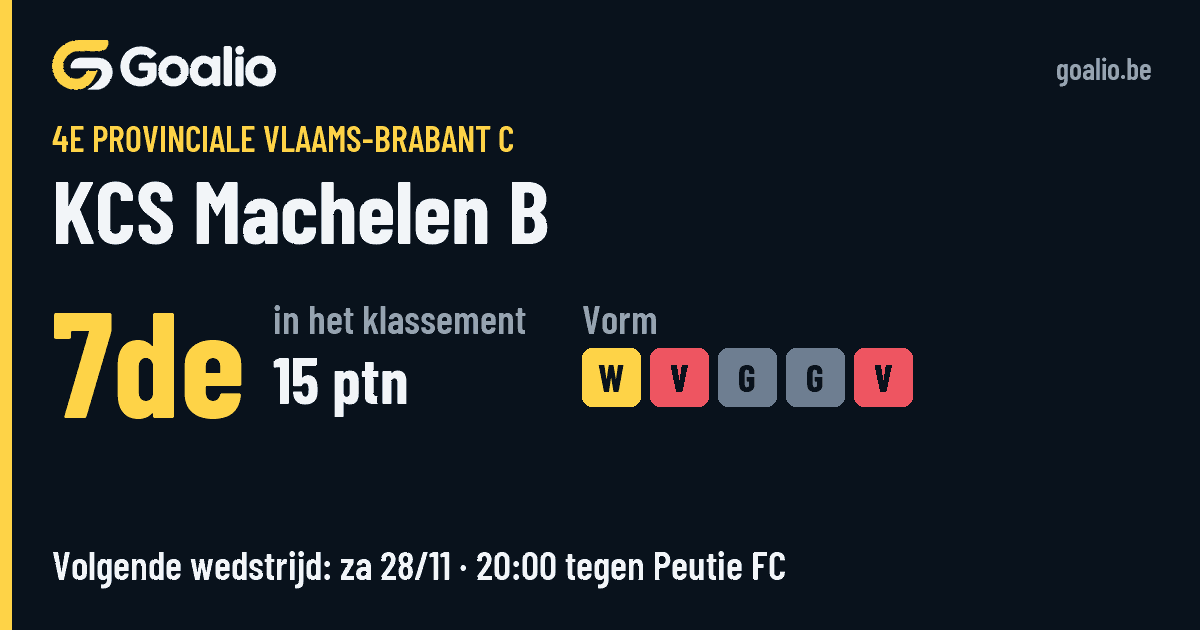 Goalio
goalio.be
4E PROVINCIALE VLAAMS-BRABANT C
KCS Machelen B
7de
in het klassement
15 ptn
Vorm
W V G G V
Volgende wedstrijd: za 28/11 · 20:00 tegen Peutie FC